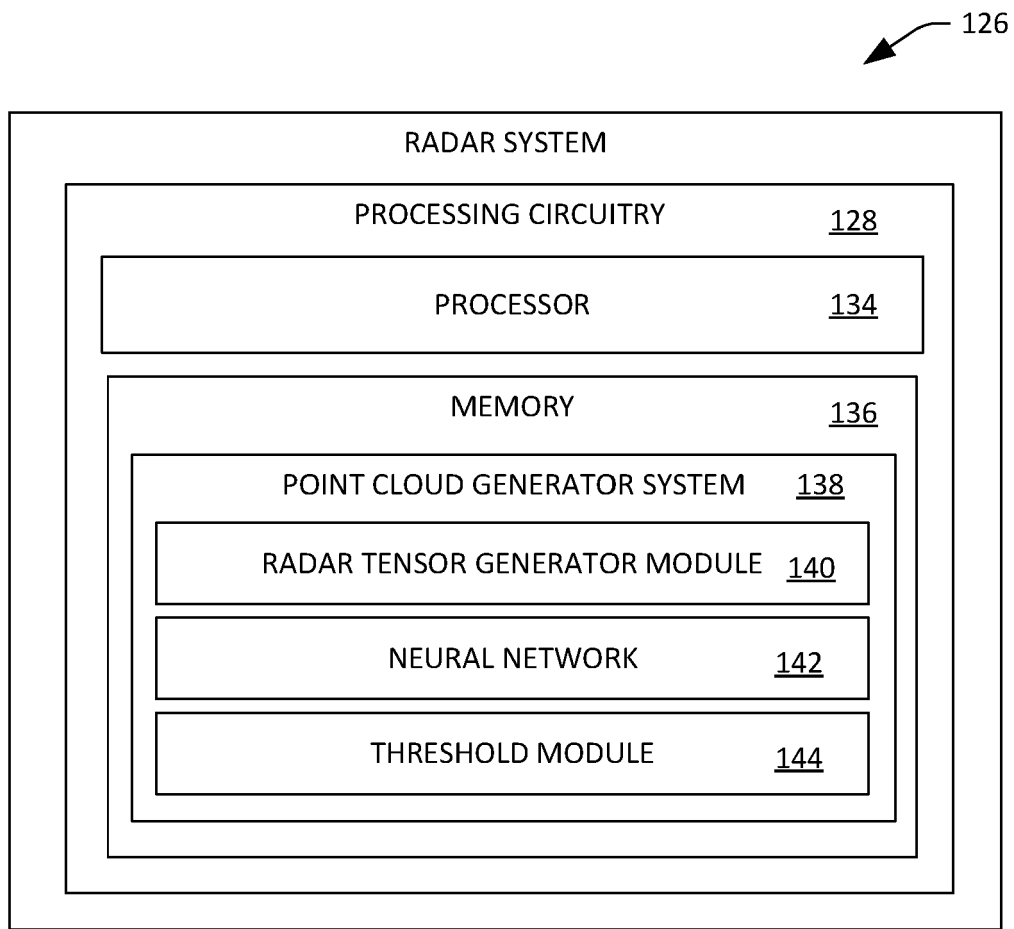 126
RADAR SYSTEM
PROCESSING CIRCUITRY 128
PROCESSOR 134
MEMORY 136
POINT CLOUD GENERATOR SYSTEM 138
RADAR TENSOR GENERATOR MODULE 140
NEURAL NETWORK 142
THRESHOLD MODULE 144